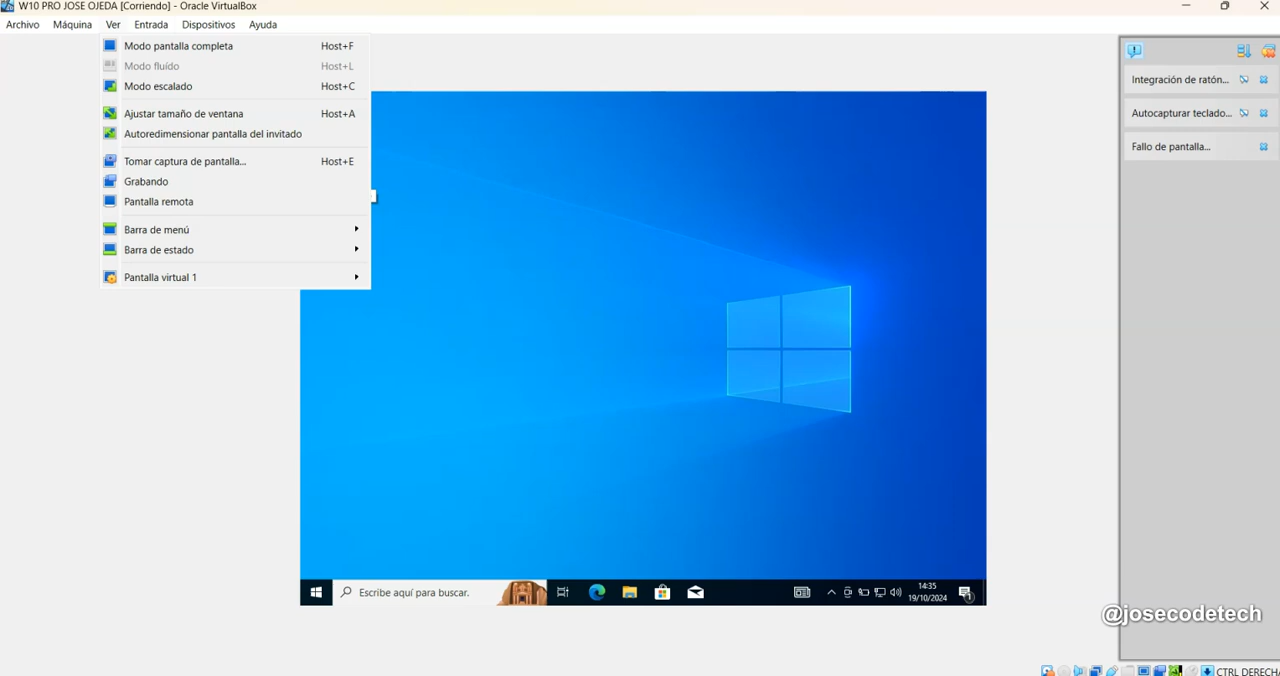 W10 PRO JOSE OJEDA [Corriendo] - Oracle VirtualBox
Archivo Máquina Ver Entrada Dispositivos Ayuda
Modo pantalla completa Host+F
Modo fluído Host+L
Modo escalado Host+C
Ajustar tamaño de ventana Host+A
Autoredimensionar pantalla del invitado
Tomar captura de pantalla... Host+E
Grabando
Pantalla remota
Barra de menú
Barra de estado
Pantalla virtual 1
Integración de ratón...
Autocapturar teclado...
Fallo de pantalla...
Escribe aquí para buscar.
14:35
19/10/2024
1
@josecodetech
CTRL DERECHA